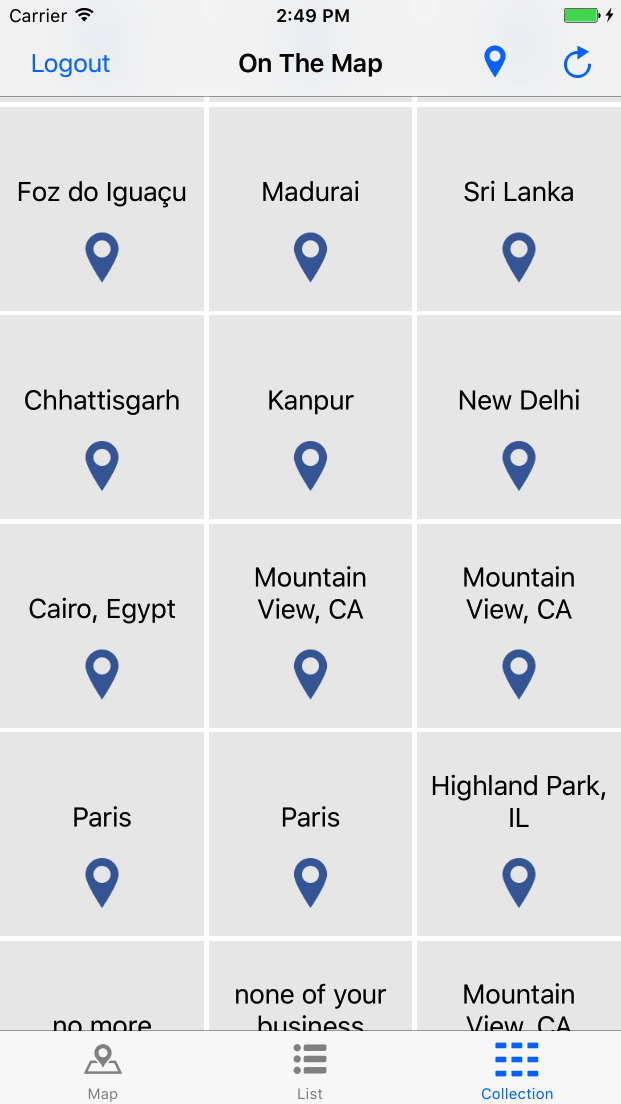 Carrier 2:49 PM
Logout On The Map
Foz do Iguaçu Madurai Sri Lanka
Chhattisgarh Kanpur New Delhi
Cairo, Egypt
Mountain
View, CA
Mountain
View, CA
Paris Paris
Highland Park,
IL
no more
none of your
business
Mountain
View, CA
Map List Collection